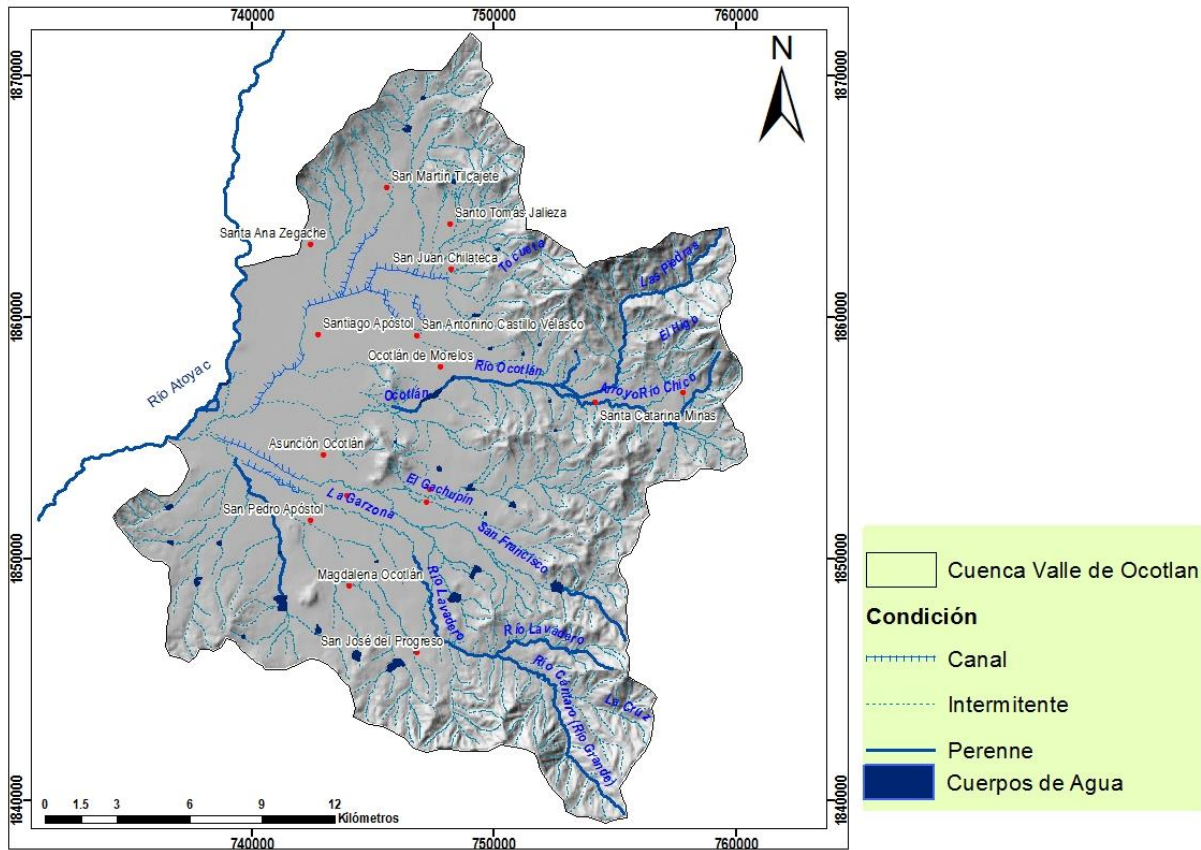 740000 750000 760000
N
1870000 1870000
San Martín Tilcajete
Santo Tomás Jalieza
Santa Ana Zegache
San Juan Chilateca
Tocuela
Las Piedras
1860000 1860000
Santiago Apóstol
San Antonino Castillo Velasco
El Higo
Ocotlán de Morelos
Río Ocotlán
Río Atoyac
Ocotlán
Arroyo Río Chico
Santa Catarina Minas
Asunción Ocotlán
El Gachupín
La Garzona
San Pedro Apóstol
San Francisco
1850000 1850000
Magdalena Ocotlán
Río Lavadero
Río Lavadero
San José del Progreso
Río Cántaro (Río Grande)
La Cruz
1840000 1840000
0 1.5 3 6 9 12
Kilómetros
740000 750000 760000
Cuenca Valle de Ocotlan
Condición
Canal
Intermitente
Perenne
Cuerpos de Agua